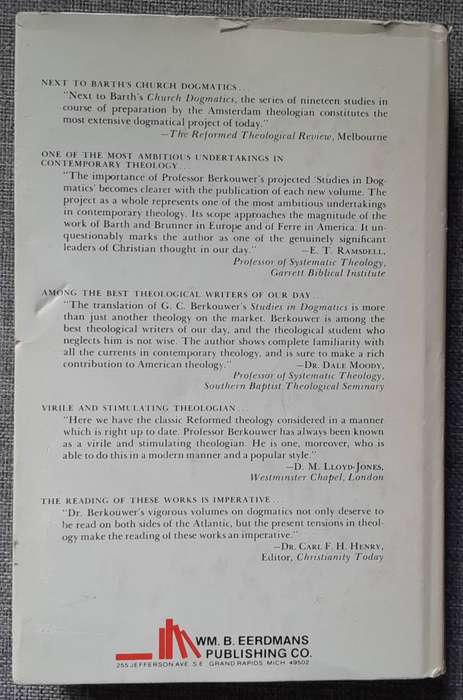 NEXT TO BARTH'S CHURCH DOGMATICS...
"Next to Barth's Church Dogmatics, the series of nineteen studies in
course of preparation by the Amsterdam theologian constitutes the
most extensive dogmatical project of today."
—The Reformed Theological Review, Melbourne
ONE OF THE MOST AMBITIOUS UNDERTAKINGS IN
CONTEMPORARY THEOLOGY...
"The importance of Professor Berkouwer's projected 'Studies in Dog-
matics' becomes clearer with the publication of each new volume. The
project as a whole represents one of the most ambitious undertakings
in contemporary theology. Its scope approaches the magnitude of the
work of Barth and Brunner in Europe and of Ferre in America. It un-
questionably marks the author as one of the genuinely significant
leaders of Christian thought in our day." —E. T. RAMSDELL,
Professor of Systematic Theology,
Garrett Biblical Institute
AMONG THE BEST THEOLOGICAL WRITERS OF OUR DAY...
"The translation of G. C. Berkouwer's Studies in Dogmatics is more
than just another theology on the market. Berkouwer is among the
best theological writers of our day, and the theological student who
neglects him is not wise. The author shows complete familiarity with
all the currents in contemporary theology, and is sure to make a rich
contribution to American theology." —DR. DALE MOODY,
Professor of Systematic Theology,
Southern Baptist Theological Seminary
VIRILE AND STIMULATING THEOLOGIAN...
"Here we have the classic Reformed theology considered in a manner
which is right up to date. Professor Berkouwer has always been known
as a virile and stimulating theologian. He is one, moreover, who is
able to do this in a modern manner and a popular style."
—D. M. LLOYD-JONES,
Westminster Chapel, London
THE READING OF THESE WORKS IS IMPERATIVE...
"Dr. Berkouwer's vigorous volumes on dogmatics not only deserve to
be read on both sides of the Atlantic, but the present tensions in theol-
ogy make the reading of these works an imperative."
—DR. CARL F. H. HENRY,
Editor, Christianity Today
WM. B. EERDMANS
PUBLISHING CO.
255 JEFFERSON AVE. S.E. GRAND RAPIDS, MICH. 49502